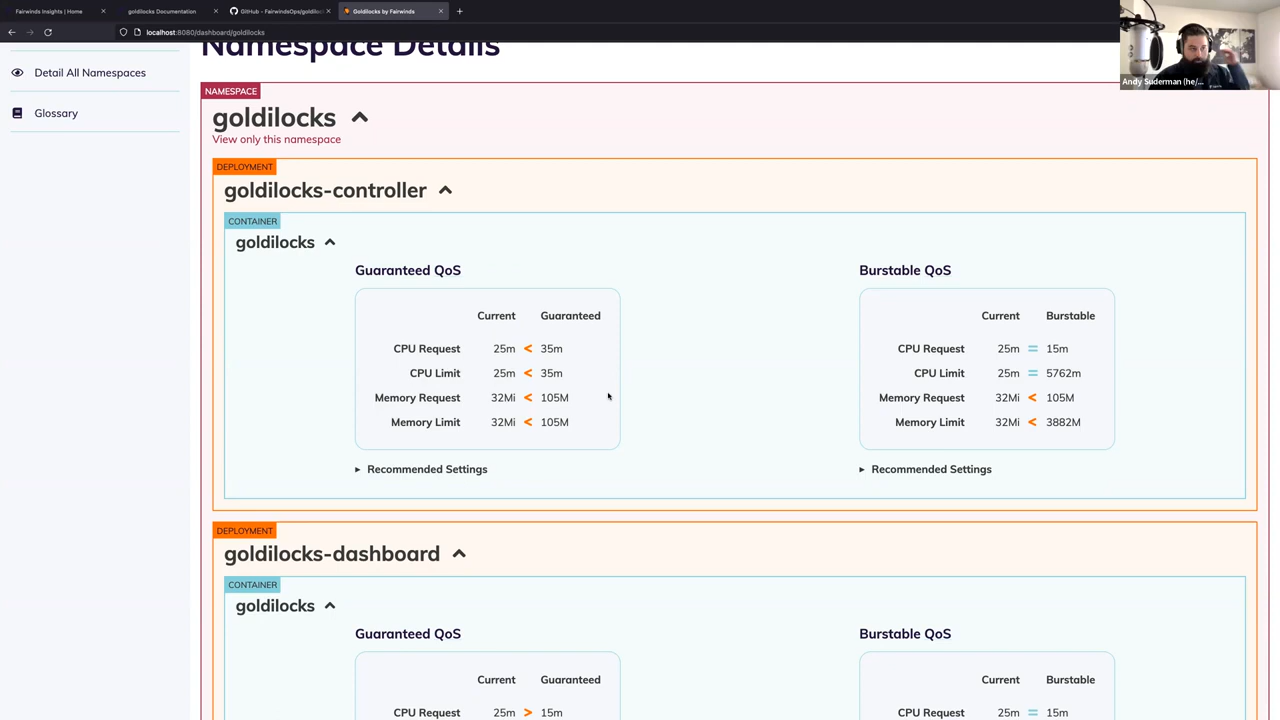 Fairwinds Insights | Home
goldilocks Documentation
GitHub - FairwindsOps/goldiloc
Goldilocks by Fairwinds
localhost:8080/dashboard/goldilocks
Andy Suderman (he/...
Namespace Details
Detail All Namespaces
Glossary
NAMESPACE
goldilocks
View only this namespace
DEPLOYMENT
goldilocks-controller
CONTAINER
goldilocks
Guaranteed QoS
Current Guaranteed
CPU Request 25m < 35m
CPU Limit 25m < 35m
Memory Request 32Mi < 105M
Memory Limit 32Mi < 105M
Recommended Settings
Burstable QoS
Current Burstable
CPU Request 25m = 15m
CPU Limit 25m = 5762m
Memory Request 32Mi < 105M
Memory Limit 32Mi < 3882M
Recommended Settings
DEPLOYMENT
goldilocks-dashboard
CONTAINER
goldilocks
Guaranteed QoS
Current Guaranteed
CPU Request 25m > 15m
Burstable QoS
Current Burstable
CPU Request 25m = 15m